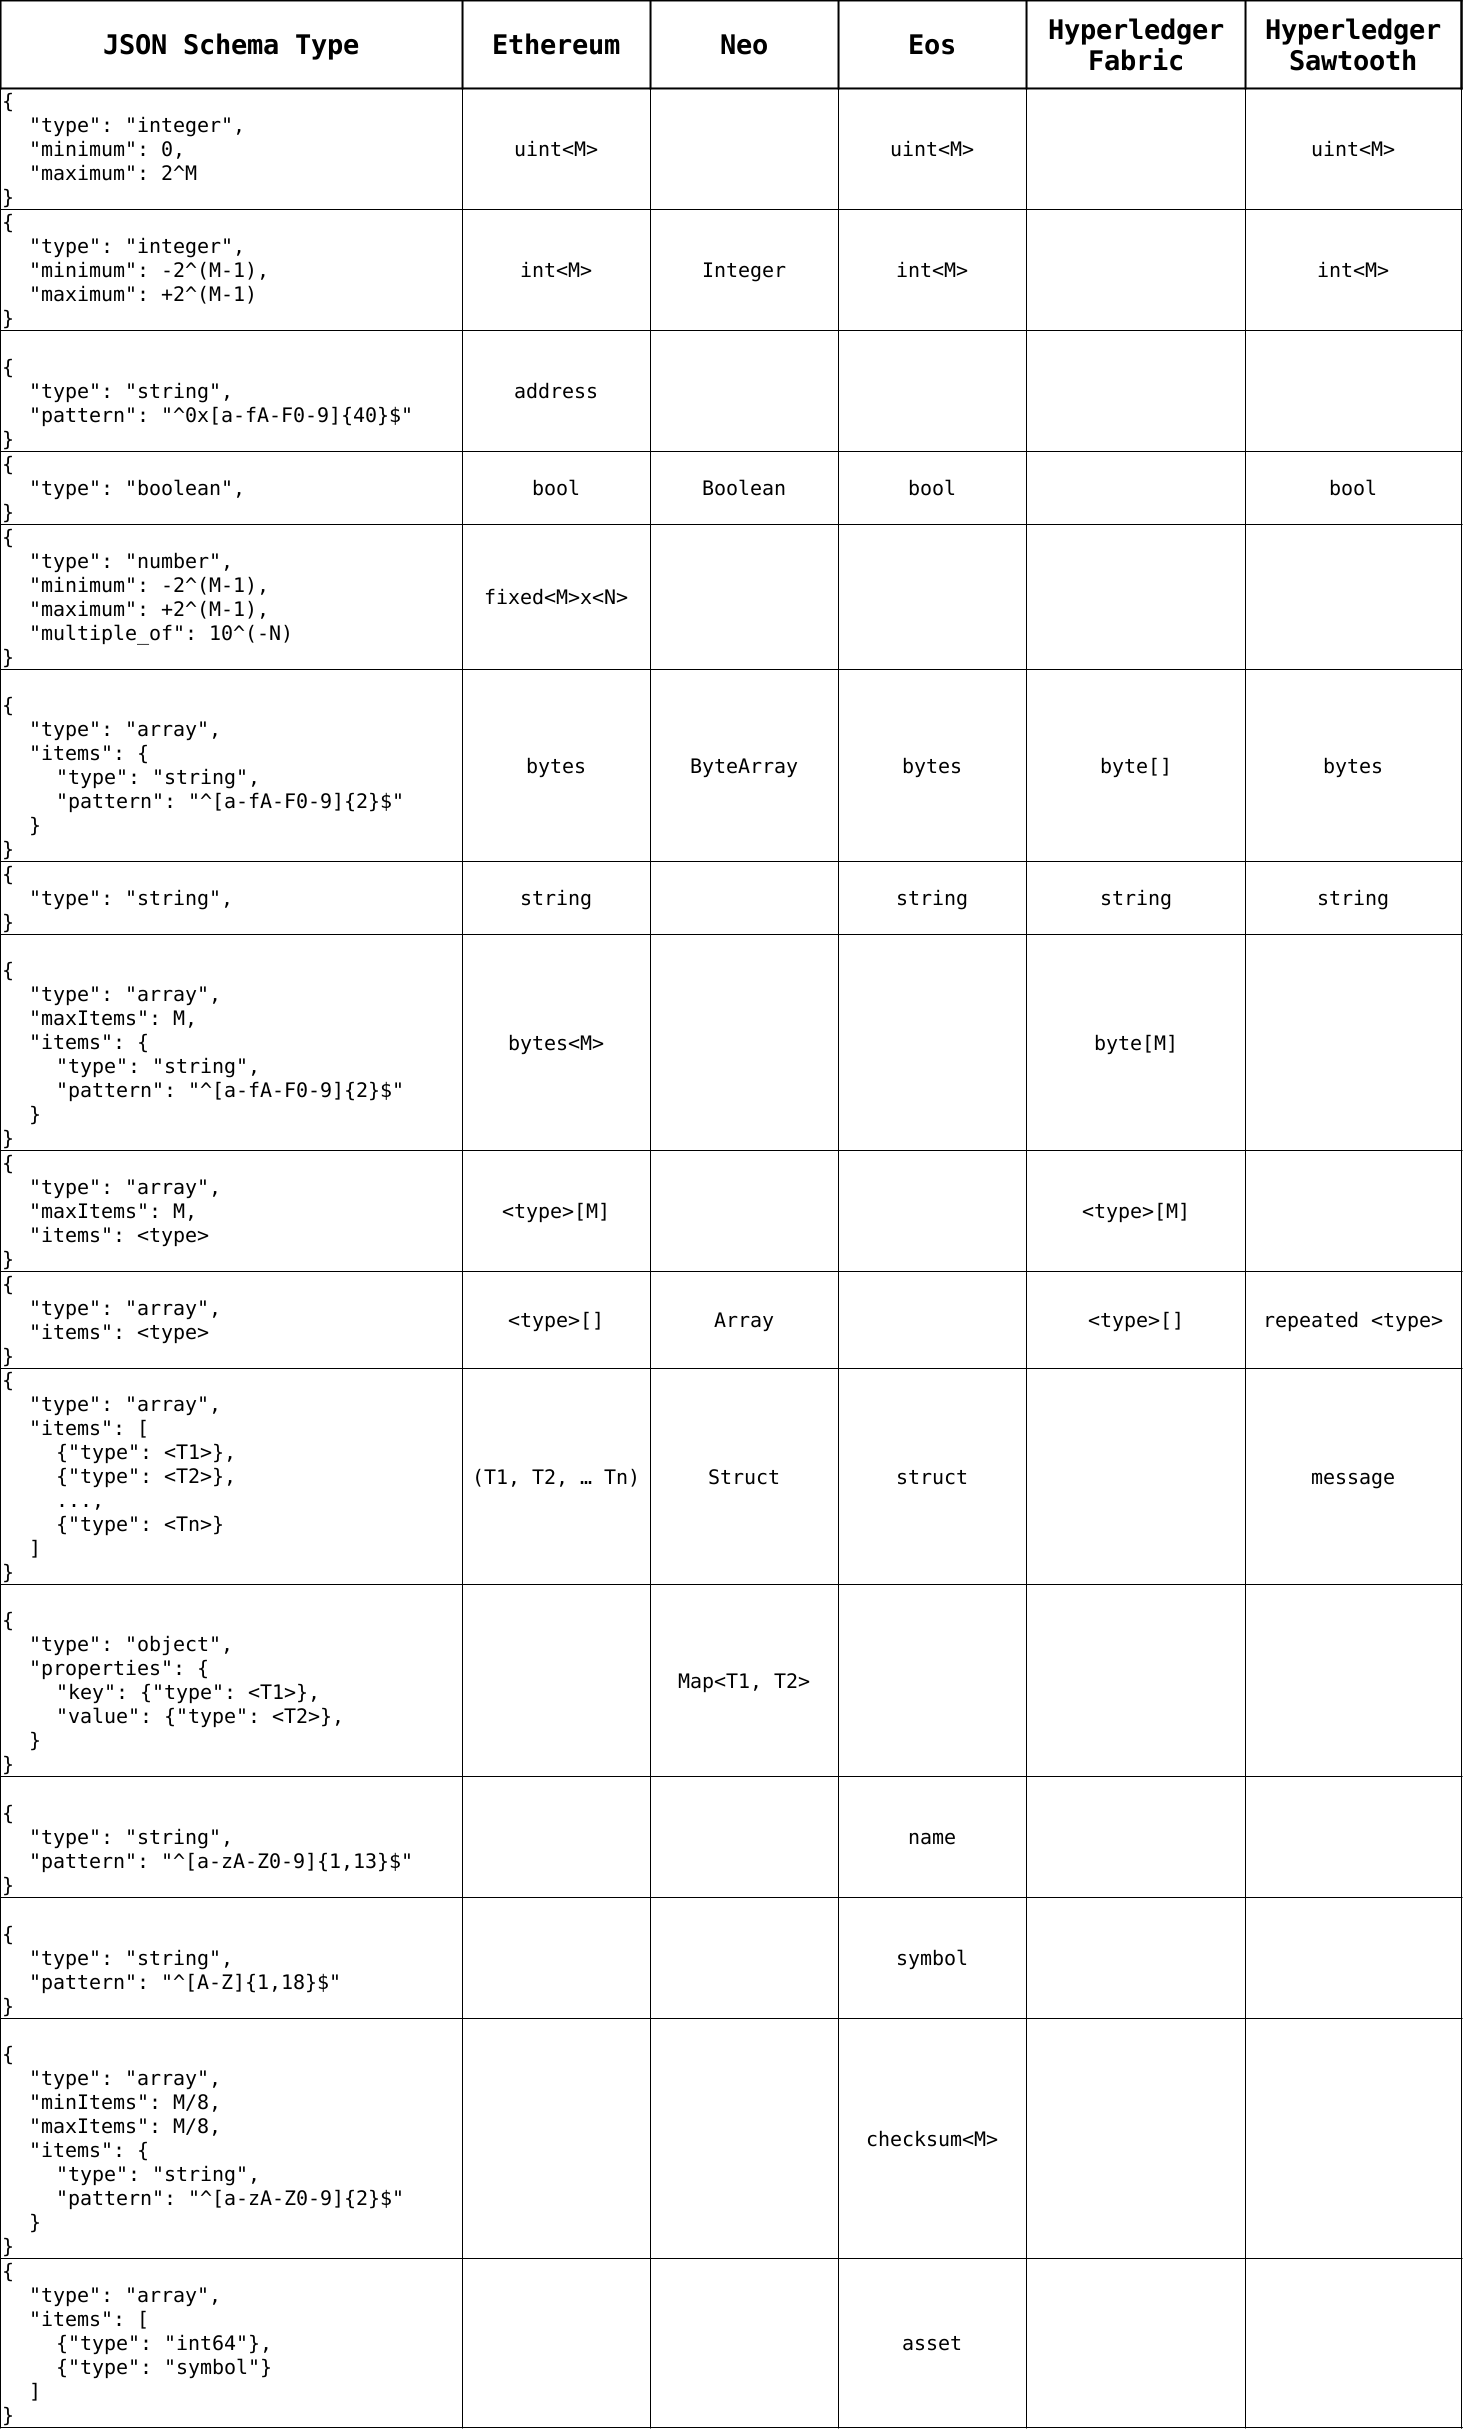 JSON Schema Type
Ethereum
Neo
Eos
Hyperledger
Fabric
Hyperledger
Sawtooth
{
"type": "integer",
"minimum": 0,
"maximum": 2^M
}
uint<M>
uint<M>
uint<M>
{
"type": "integer",
"minimum": -2^(M-1),
"maximum": +2^(M-1)
}
int<M>
Integer
int<M>
int<M>
{
"type": "string",
"pattern": "^0x[a-fA-F0-9]{40}$"
}
address
{
"type": "boolean",
}
bool
Boolean
bool
bool
{
"type": "number",
"minimum": -2^(M-1),
"maximum": +2^(M-1),
"multiple_of": 10^(-N)
}
fixed<M>x<N>
{
"type": "array",
"items": {
"type": "string",
"pattern": "^[a-fA-F0-9]{2}$"
}
}
bytes
ByteArray
bytes
byte[]
bytes
{
"type": "string",
}
string
string
string
string
{
"type": "array",
"maxItems": M,
"items": {
"type": "string",
"pattern": "^[a-fA-F0-9]{2}$"
}
}
bytes<M>
byte[M]
{
"type": "array",
"maxItems": M,
"items": <type>
}
<type>[M]
<type>[M]
{
"type": "array",
"items": <type>
}
<type>[]
Array
<type>[]
repeated <type>
{
"type": "array",
"items": [
{"type": <T1>},
{"type": <T2>},
...,
{"type": <Tn>}
]
}
(T1, T2, … Tn)
Struct
struct
message
{
"type": "object",
"properties": {
"key": {"type": <T1>},
"value": {"type": <T2>},
}
}
Map<T1, T2>
{
"type": "string",
"pattern": "^[a-zA-Z0-9]{1,13}$"
}
name
{
"type": "string",
"pattern": "^[A-Z]{1,18}$"
}
symbol
{
"type": "array",
"minItems": M/8,
"maxItems": M/8,
"items": {
"type": "string",
"pattern": "^[a-zA-Z0-9]{2}$"
}
}
checksum<M>
{
"type": "array",
"items": [
{"type": "int64"},
{"type": "symbol"}
]
}
asset